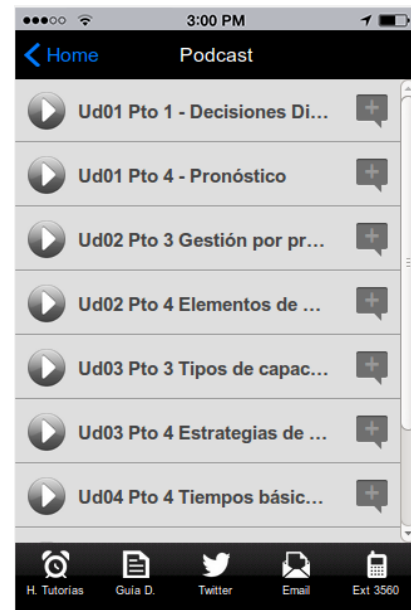 3:00 PM
Home
Podcast
Ud01 Pto 1 - Decisiones Di...
Ud01 Pto 4 - Pronóstico
Ud02 Pto 3 Gestión por pr...
Ud02 Pto 4 Elementos de ...
Ud03 Pto 3 Tipos de capac...
Ud03 Pto 4 Estrategias de ...
Ud04 Pto 4 Tiempos básic...
H. Tutorías
Guía D.
Twitter
Email
Ext 3560